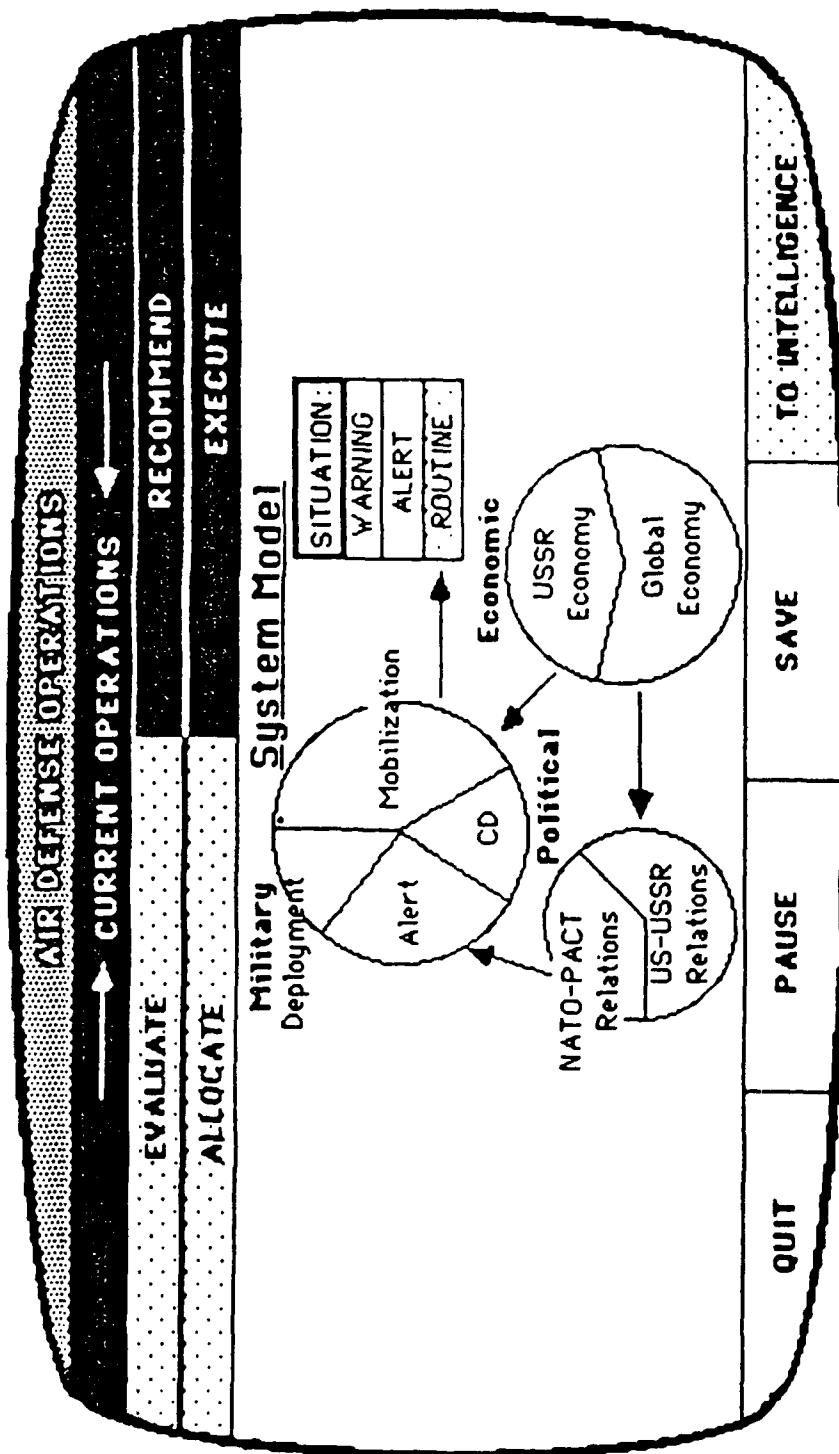 AIR DEFENSE OPERATIONS
CURRENT OPERATIONS
EVALUATE
RECOMMEND
ALLOCATE
EXECUTE
System Model
Military
Deployment
Mobilization
Alert
CD
SITUATION:
WARNING
ALERT
ROUTINE
Political
NATO-PACT
Relations
US-USSR
Relations
Economic
USSR
Economy
Global
Economy
QUIT
PAUSE
SAVE
TO INTELLIGENCE